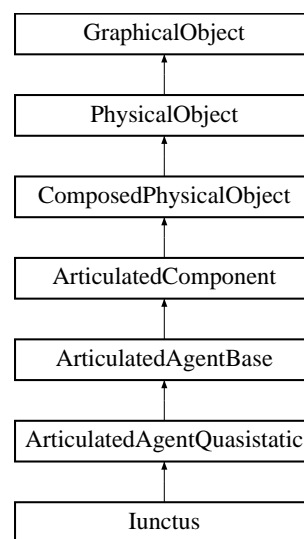 GraphicalObject
PhysicalObject
ComposedPhysicalObject
ArticulatedComponent
ArticulatedAgentBase
ArticulatedAgentQuasistatic
Iunctus